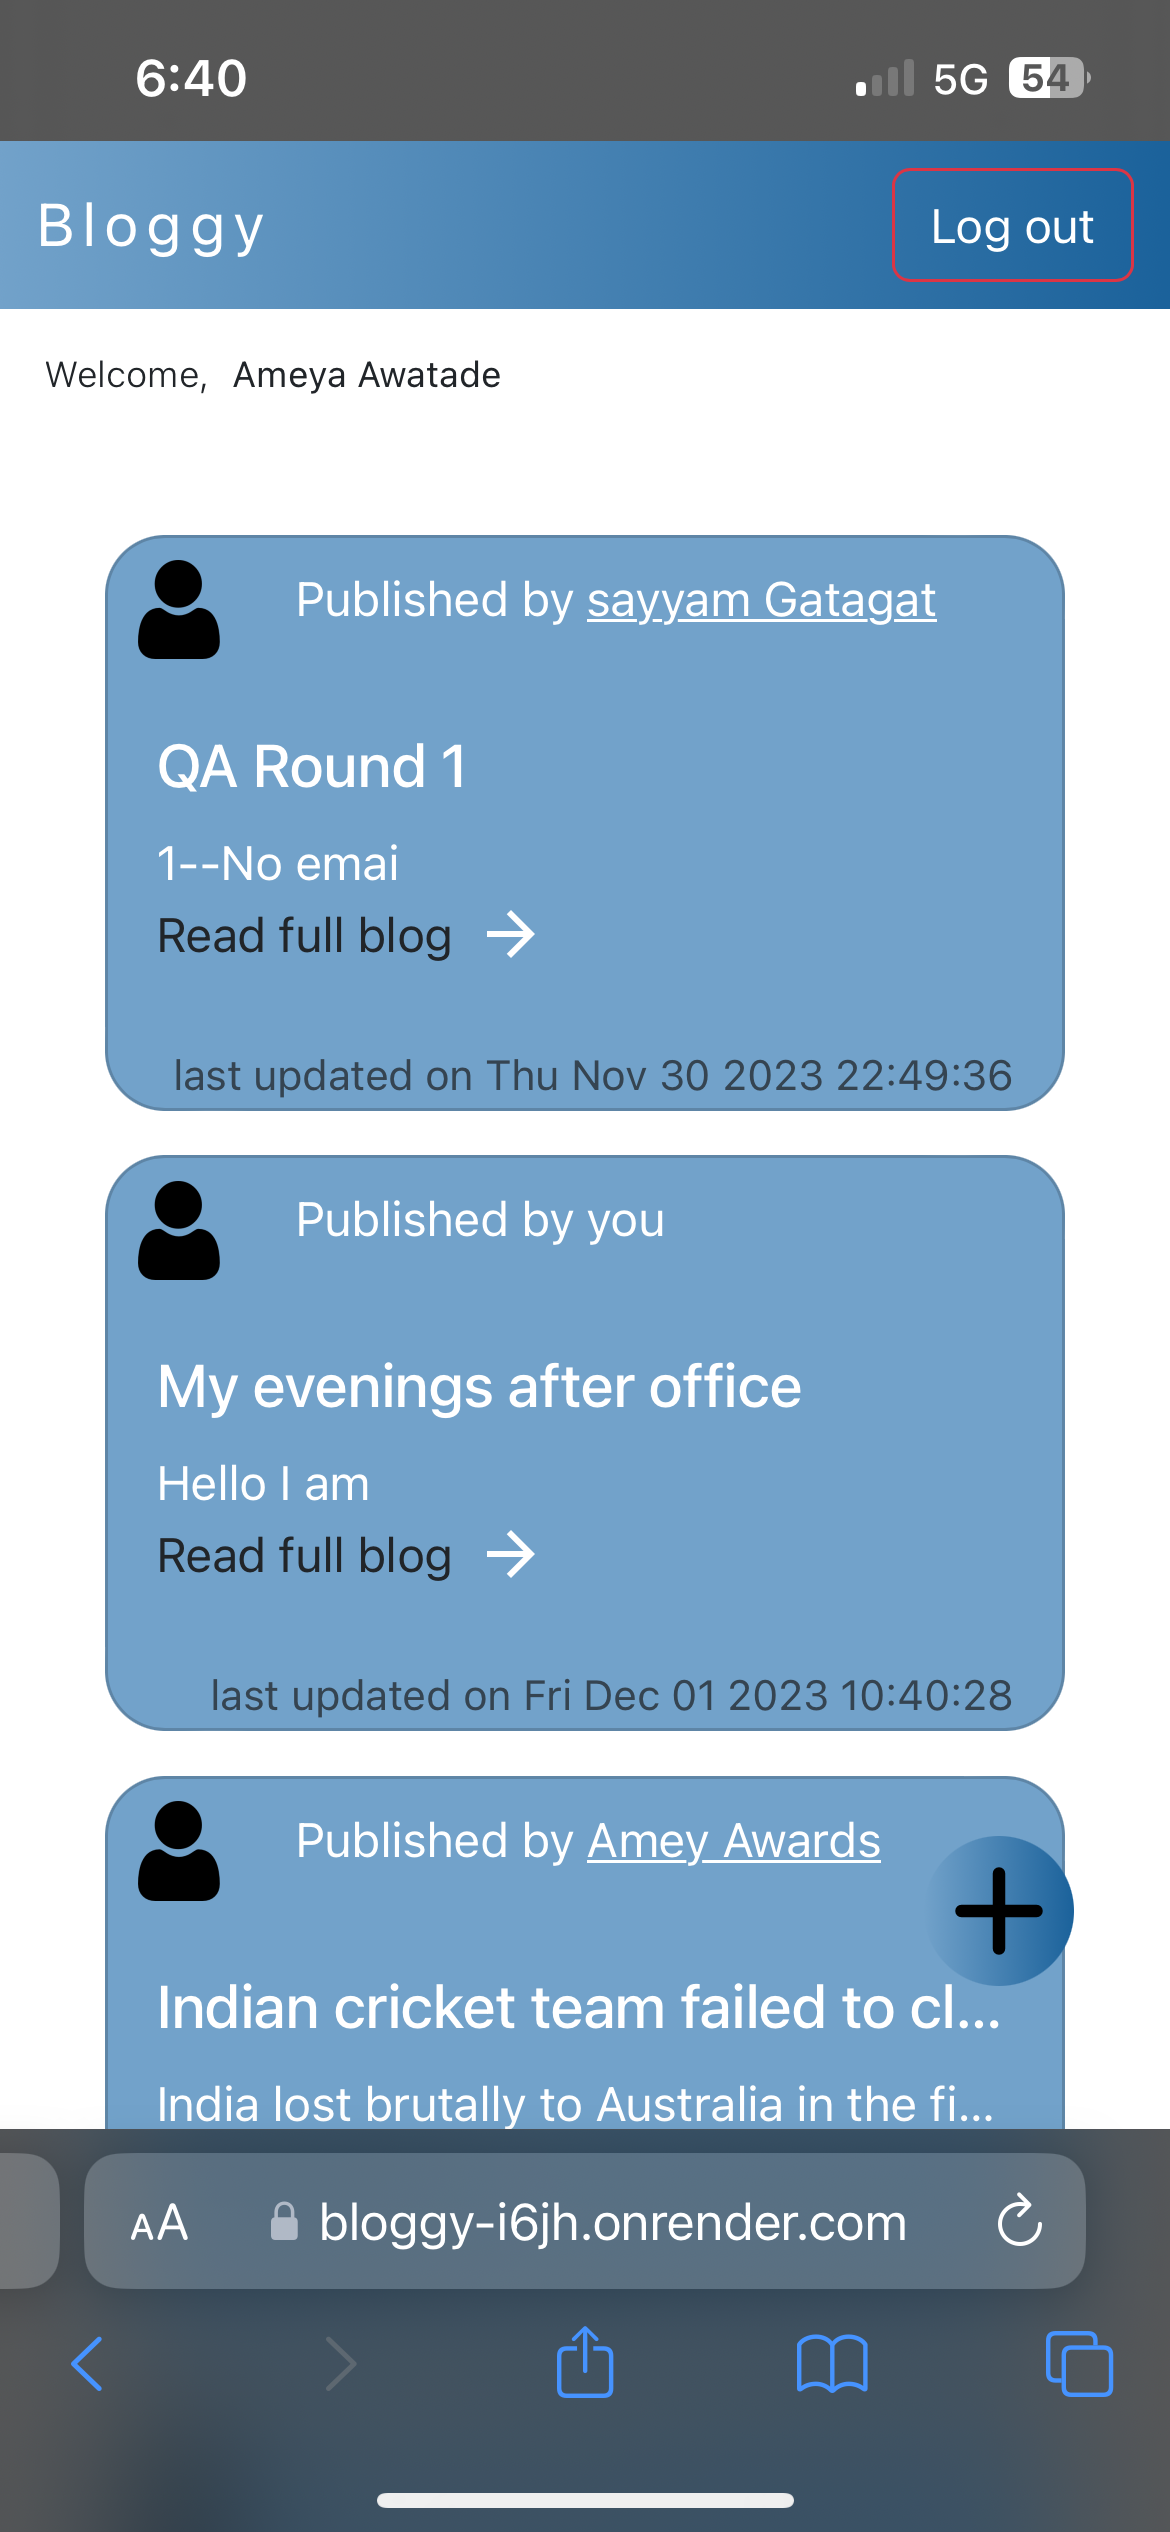 6:40 5G 54
Bloggy Log out
Welcome, Ameya Awatade
Published by sayyam Gatagat
QA Round 1
1--No emai
Read full blog
last updated on Thu Nov 30 2023 22:49:36
Published by you
My evenings after office
Hello I am
Read full blog
last updated on Fri Dec 01 2023 10:40:28
Published by Amey Awards
Indian cricket team failed to cl...
India lost brutally to Australia in the fi...
AA bloggy-i6jh.onrender.com